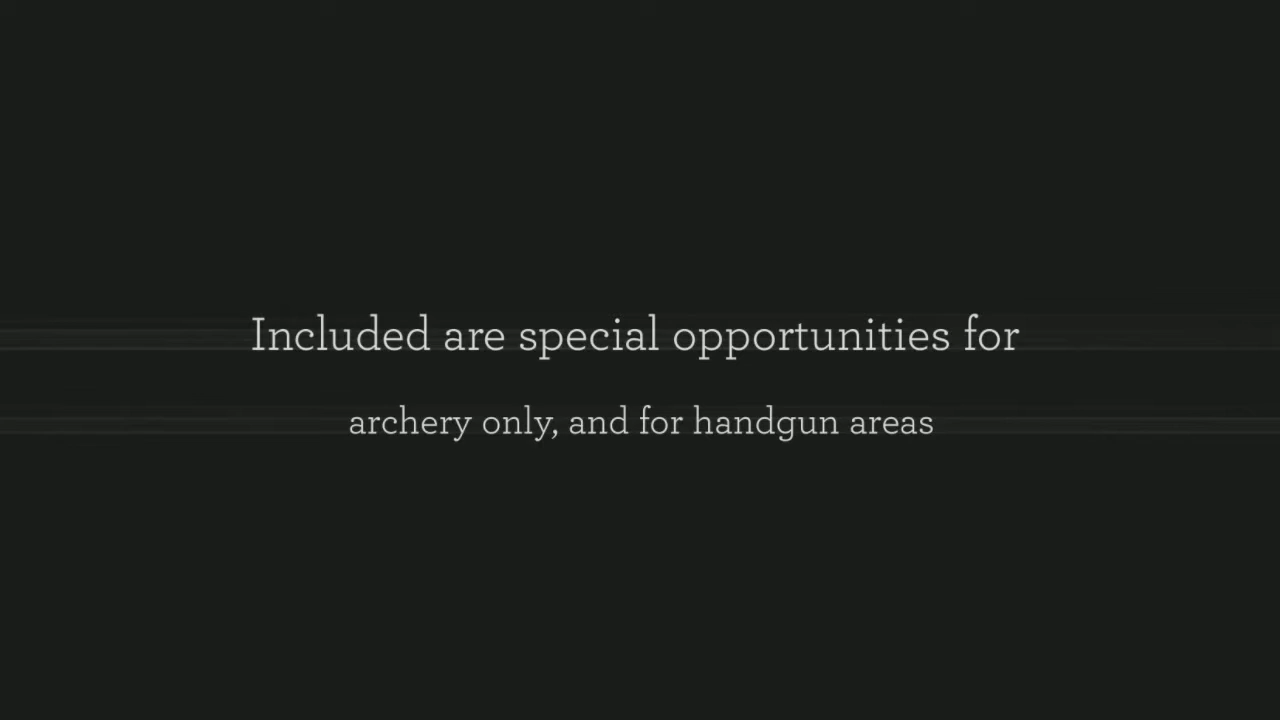 Included are special opportunities for
archery only, and for handgun areas